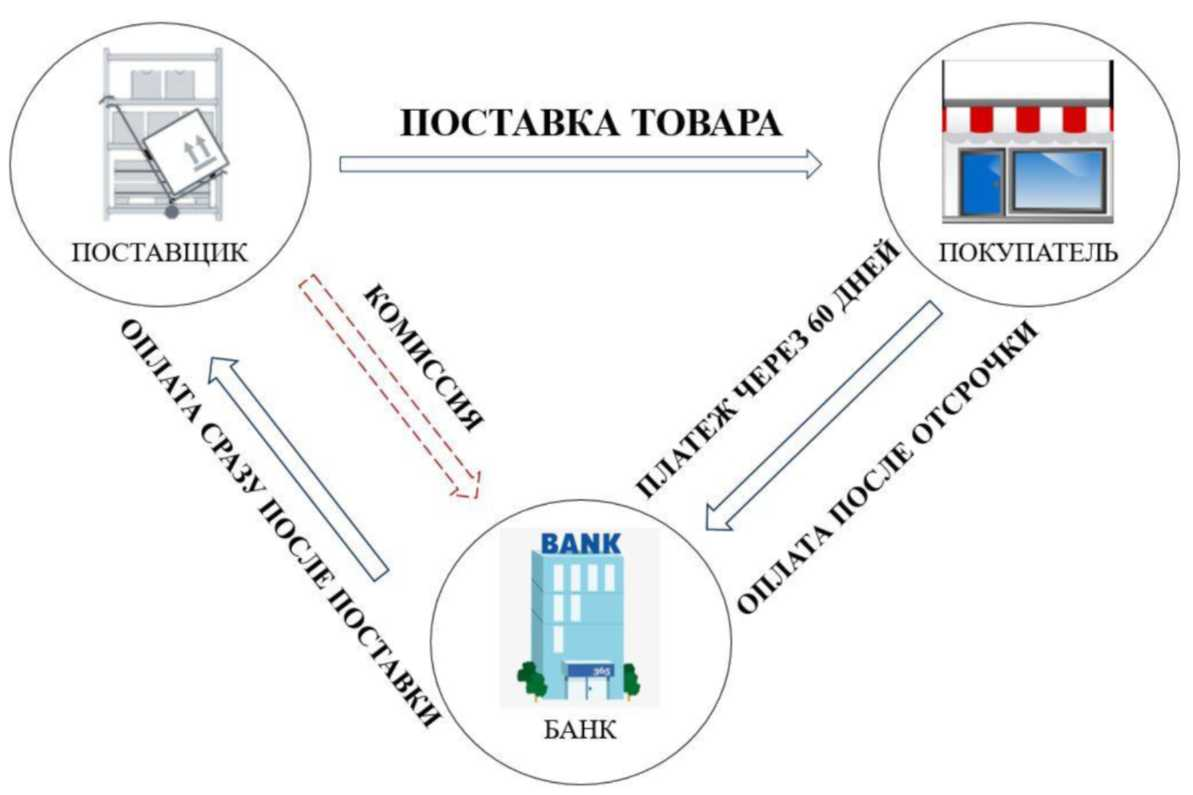 ПОСТАВКА ТОВАРА
ПОСТАВЩИК
ПОКУПАТЕЛЬ
КОМИССИЯ
ПЛАТЕЖ ЧЕРЕЗ 60 ДНЕЙ
ОПЛАТА СРАЗУ ПОСЛЕ ПОСТАВКИ
ОПЛАТА ПОСЛЕ ОТСРОЧКИ
BANK
365
БАНК